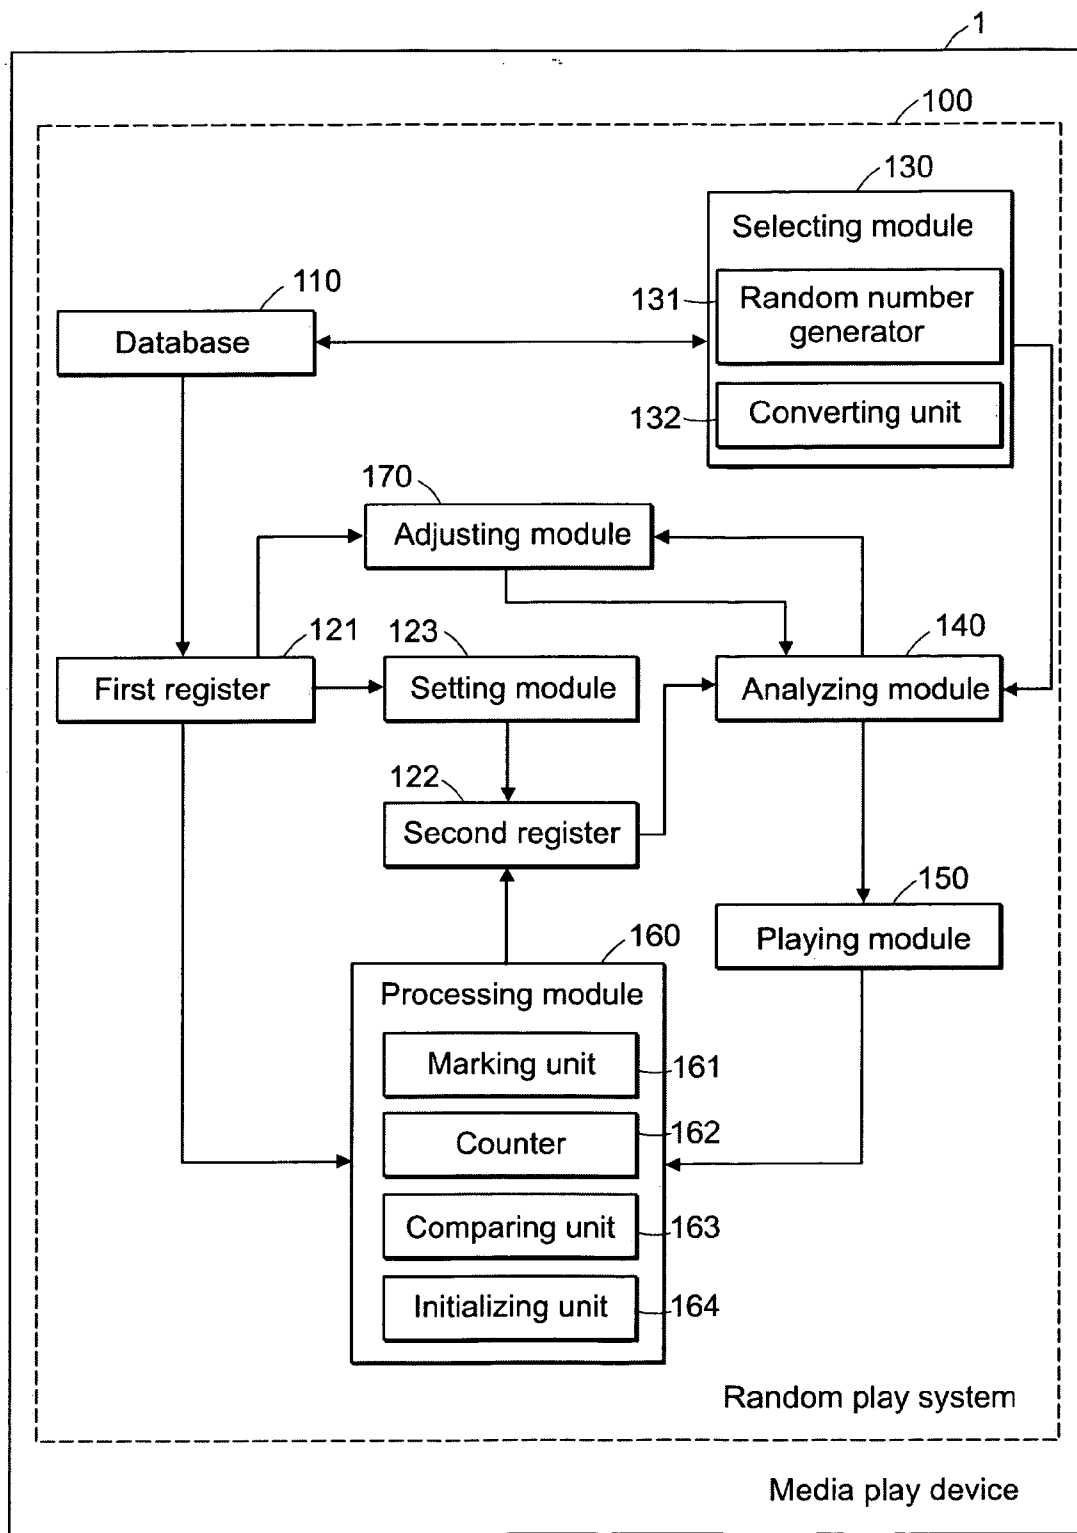 1
100
130
Selecting module
110
131
Random number
generator
Database
132
Converting unit
170
Adjusting module
121
123
140
First register
Setting module
Analyzing module
122
Second register
150
160
Playing module
Processing module
Marking unit
161
Counter
162
Comparing unit
163
Initializing unit
164
Random play system
Media play device